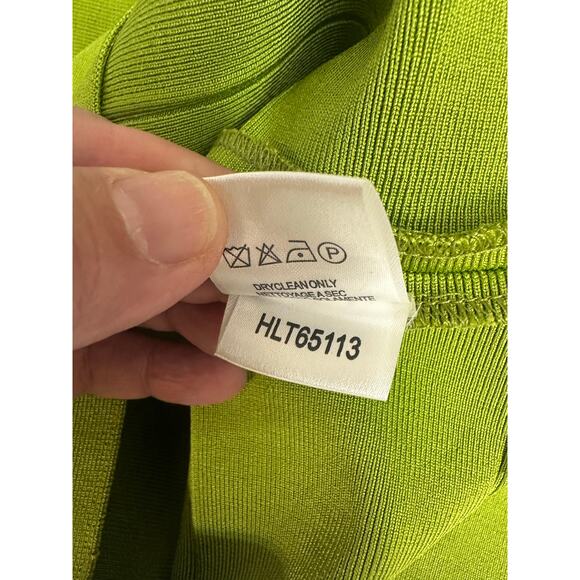 P
DRYCLEAN ONLY
NETTOYAGE A SEC
HLT65113